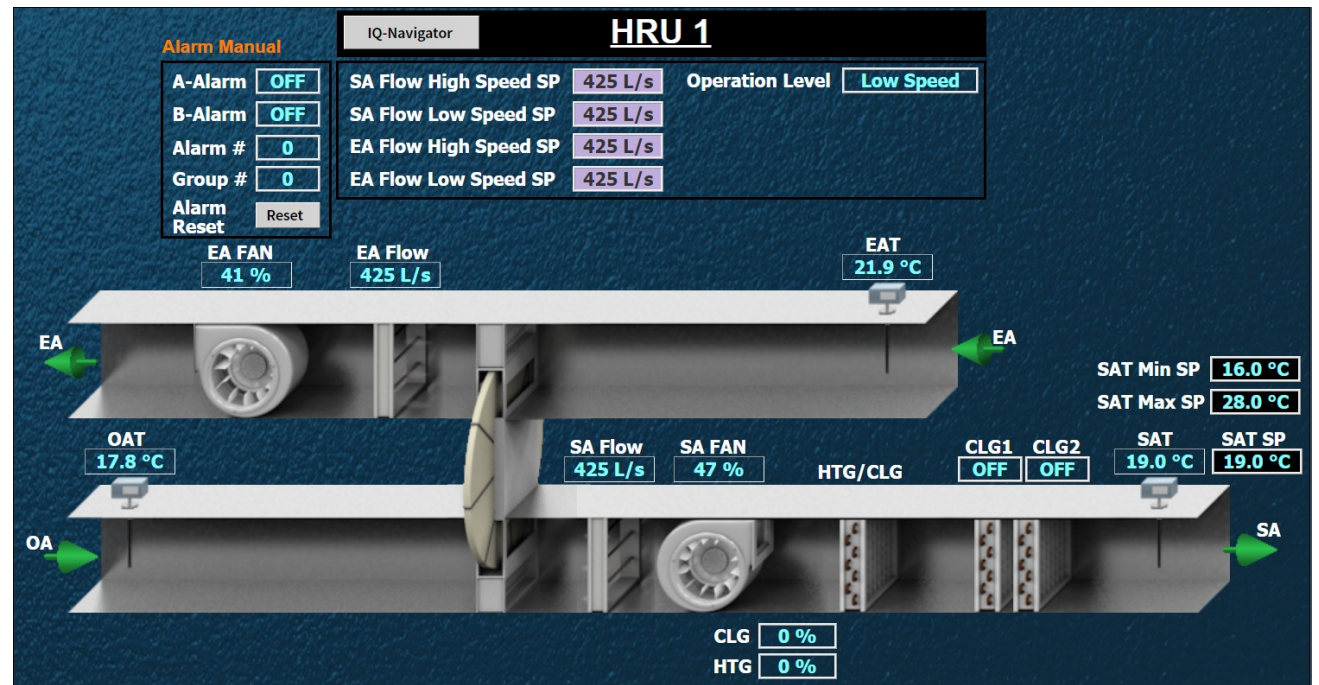 IQ-Navigator
HRU 1
Alarm Manual
A-Alarm OFF
B-Alarm OFF
Alarm # 0
Group # 0
Alarm Reset Reset
SA Flow High Speed SP 425 L/s
Operation Level Low Speed
SA Flow Low Speed SP 425 L/s
EA Flow High Speed SP 425 L/s
EA Flow Low Speed SP 425 L/s
EA FAN
41 %
EA Flow
425 L/s
EAT
21.9 °C
EA
EA
SAT Min SP 16.0 °C
SAT Max SP 28.0 °C
OAT
17.8 °C
SA Flow
425 L/s
SA FAN
47 %
HTG/CLG
CLG1
OFF
CLG2
OFF
SAT
19.0 °C
SAT SP
19.0 °C
OA
SA
CLG 0 %
HTG 0 %